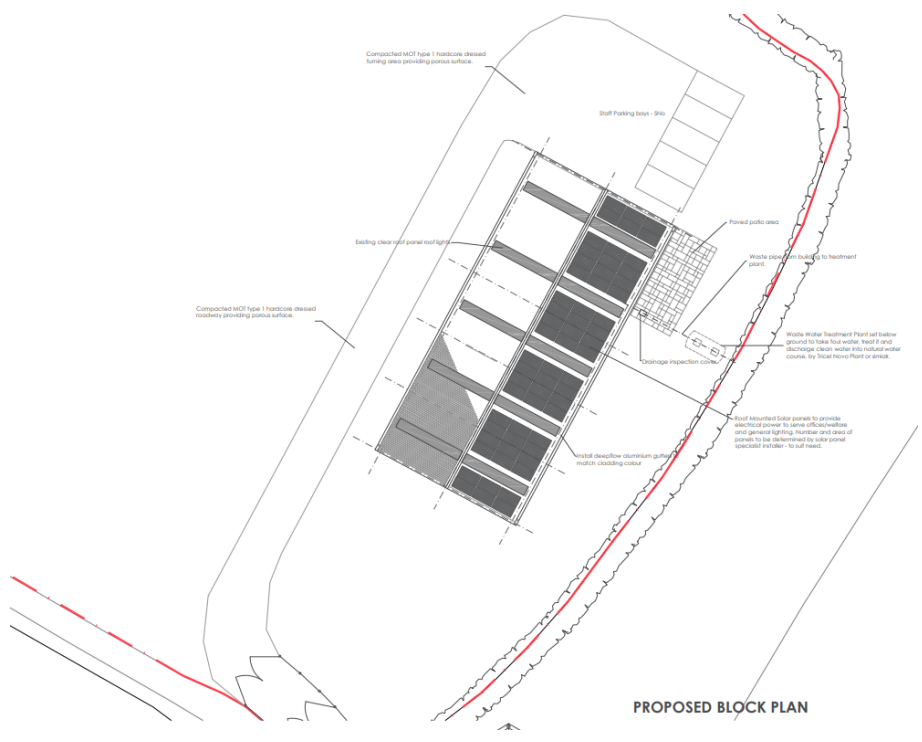 Compacted MOT type 1 hardcore dressed
turning area providing porous surface.
Staff Parking bays - 5No
Paved patio area
Existing clear roof panel roof lights
Waste pipe from building to treatment
plant.
Compacted MOT type 1 hardcore dressed
roadway providing porous surface.
Waste Water Treatment Plant set below
ground to take foul water, treat it and
discharge clean water into natural water
course, by Tricel Novo Plant or similar.
Drainage inspection cover
Roof Mounted Solar panels to provide
electrical power to serve offices/welfare
and general lighting. Number and area of
panels to be determined by solar panel
specialist installer - to suit need.
Install deepflow aluminium gutters
match cladding colour
PROPOSED BLOCK PLAN